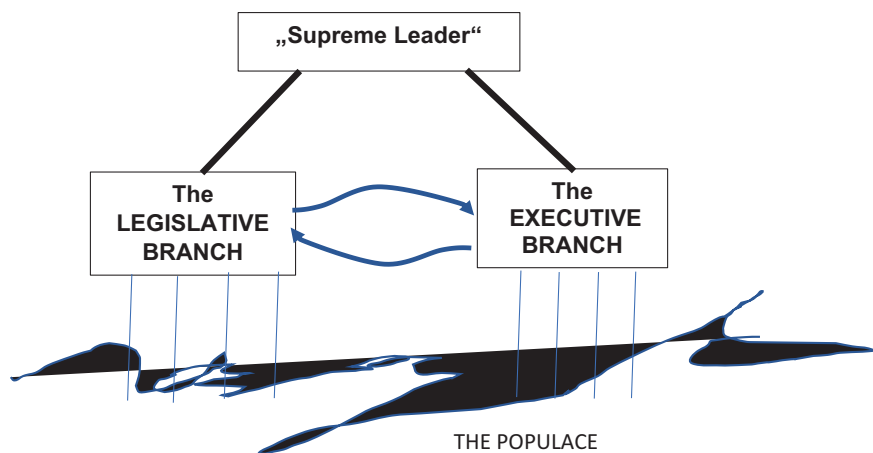 „Supreme Leader“
The
LEGISLATIVE
BRANCH
The
EXECUTIVE
BRANCH
THE POPULACE